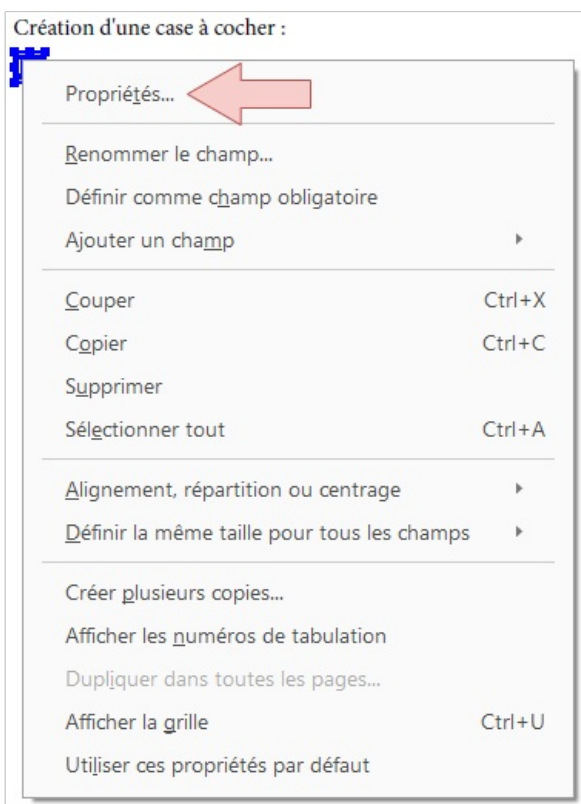 Création d'une case à cocher :
Propriétés...
Renommer le champ...
Définir comme champ obligatoire
Ajouter un champ
Couper Ctrl+X
Copier Ctrl+C
Supprimer
Sélectionner tout Ctrl+A
Alignement, répartition ou centrage
Définir la même taille pour tous les champs
Créer plusieurs copies...
Afficher les numéros de tabulation
Dupliquer dans toutes les pages...
Afficher la grille Ctrl+U
Utiliser ces propriétés par défaut